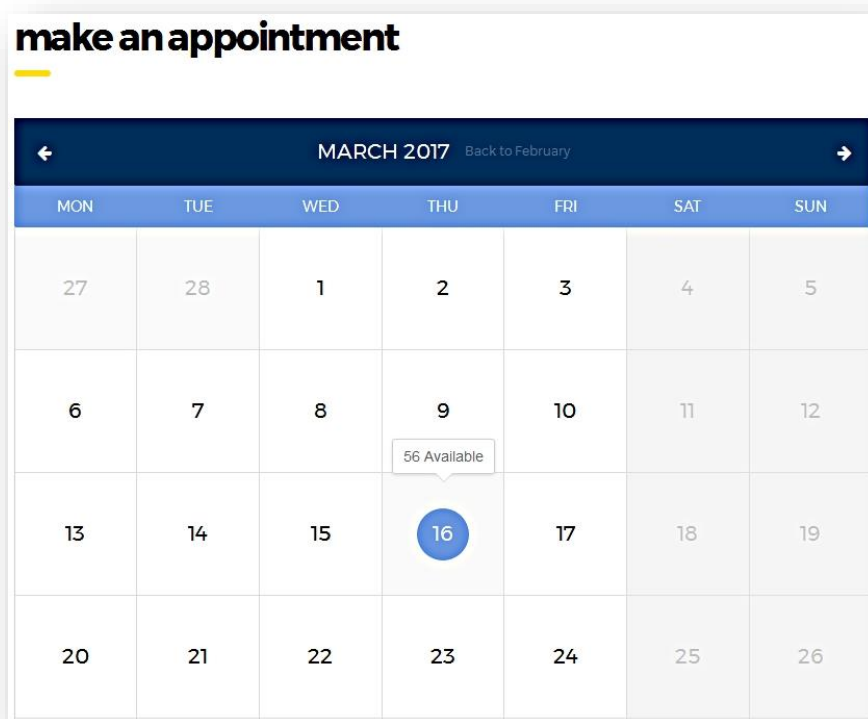 make an appointment
MARCH 2017 Back to February
MON TUE WED THU FRI SAT SUN
27 28 1 2 3 4 5
6 7 8 9 10 11 12
56 Available
13 14 15 16 17 18 19
20 21 22 23 24 25 26